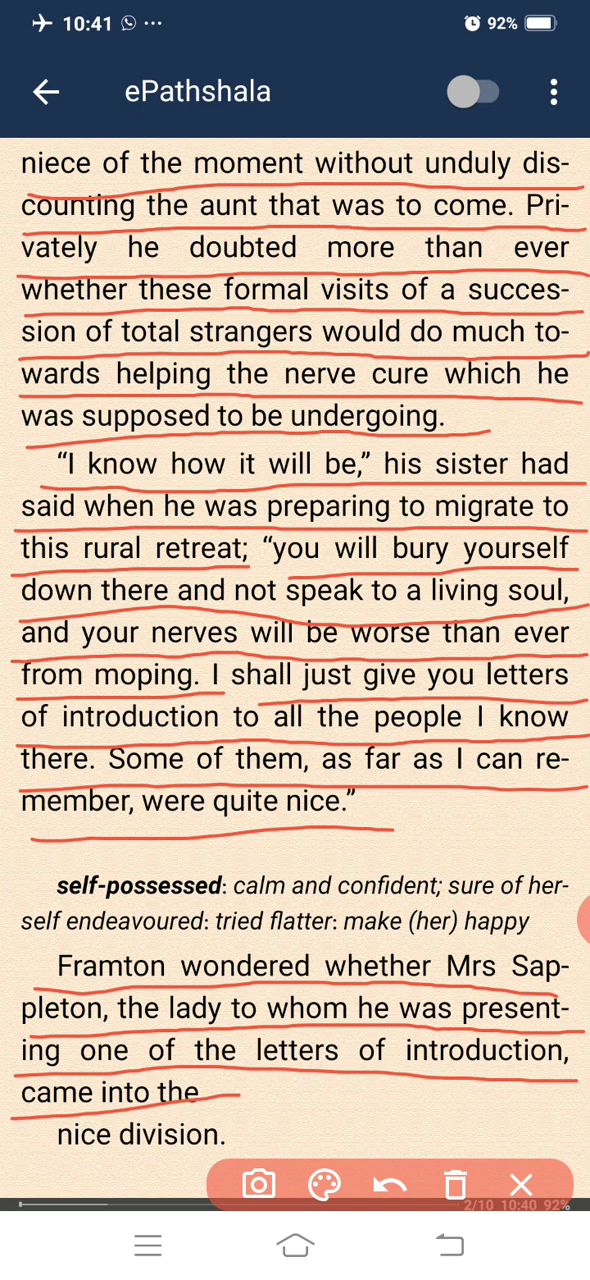 10:41 ...
92%
ePathshala
niece of the moment without unduly dis-
counting the aunt that was to come. Pri-
vately he doubted more than ever
whether these formal visits of a succes-
sion of total strangers would do much to-
wards helping the nerve cure which he
was supposed to be undergoing.
“I know how it will be,” his sister had
said when he was preparing to migrate to
this rural retreat; “you will bury yourself
down there and not speak to a living soul,
and your nerves will be worse than ever
from moping. I shall just give you letters
of introduction to all the people I know
there. Some of them, as far as I can re-
member, were quite nice.”
self-possessed: calm and confident; sure of her-
self endeavoured: tried flatter: make (her) happy
Framton wondered whether Mrs Sap-
pleton, the lady to whom he was present-
ing one of the letters of introduction,
came into the
nice division.
2/10 10:40 92%